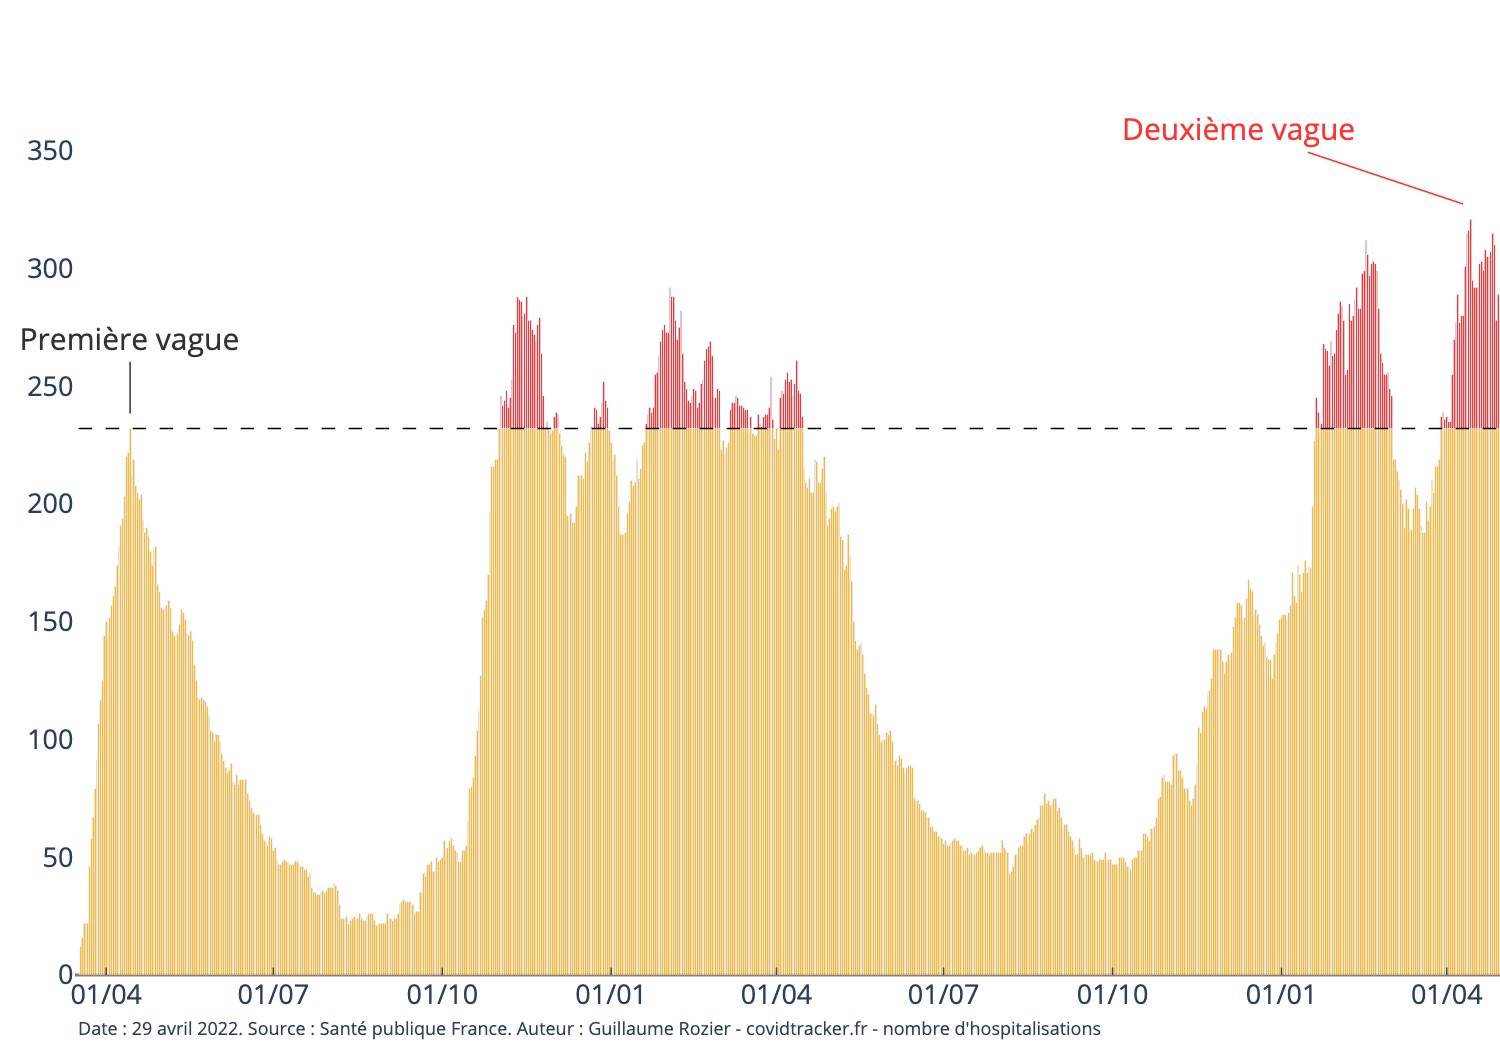 Deuxième vague
350
300
Première vague
250
200
150
100
50
0
01/04 01/07 01/10 01/01 01/04 01/07 01/10 01/01 01/04
Date : 29 avril 2022. Source : Santé publique France. Auteur : Guillaume Rozier - covidtracker.fr - nombre d'hospitalisations